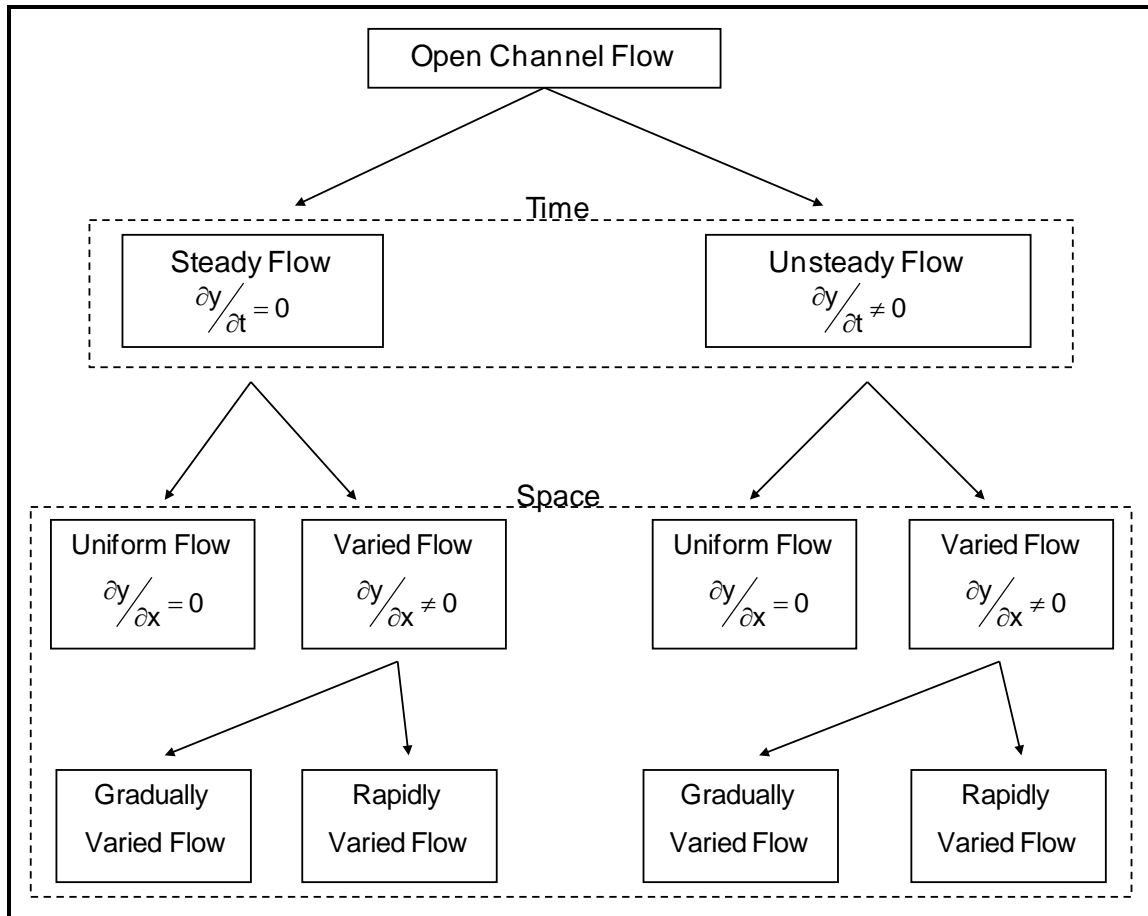 Open Channel Flow
Time
Steady Flow
∂y/∂t = 0
Unsteady Flow
∂y/∂t ≠ 0
Space
Uniform Flow
∂y/∂x = 0
Varied Flow
∂y/∂x ≠ 0
Uniform Flow
∂y/∂x = 0
Varied Flow
∂y/∂x ≠ 0
Gradually
Varied Flow
Rapidly
Varied Flow
Gradually
Varied Flow
Rapidly
Varied Flow